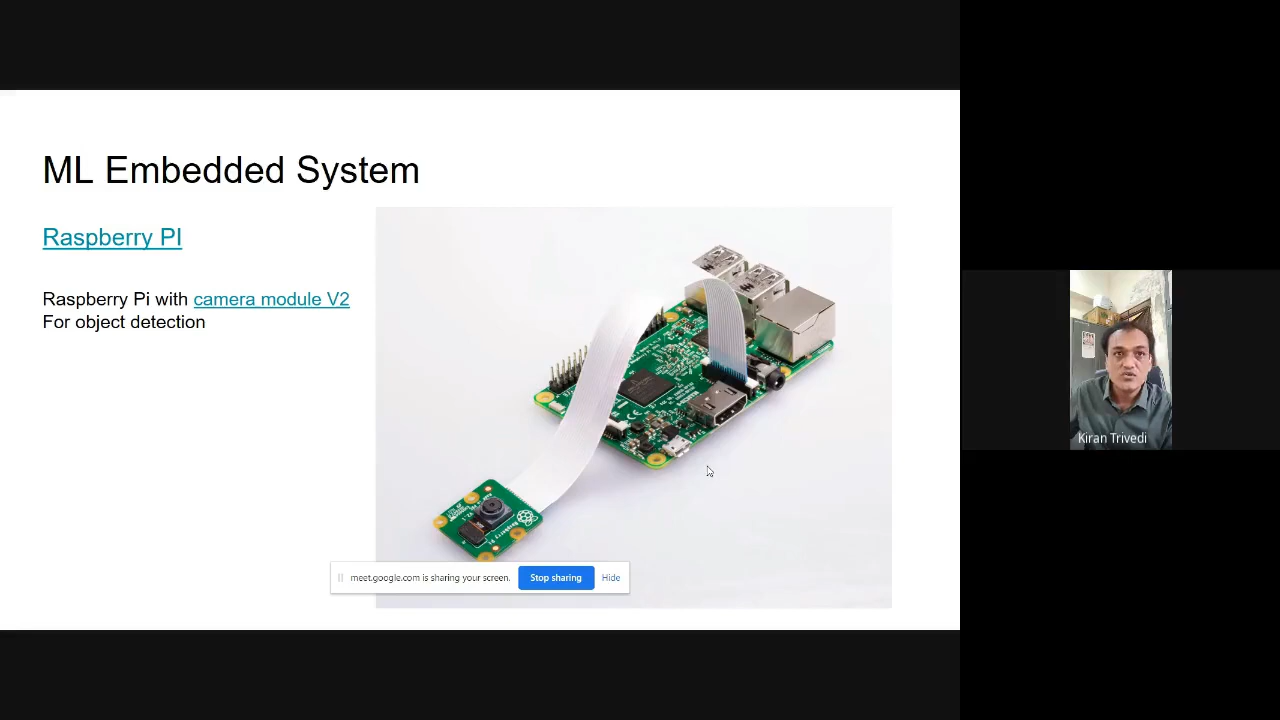 ML Embedded System
Raspberry PI
Raspberry Pi with camera module V2
For object detection
meet.google.com is sharing your screen. Stop sharing Hide
Kiran Trivedi